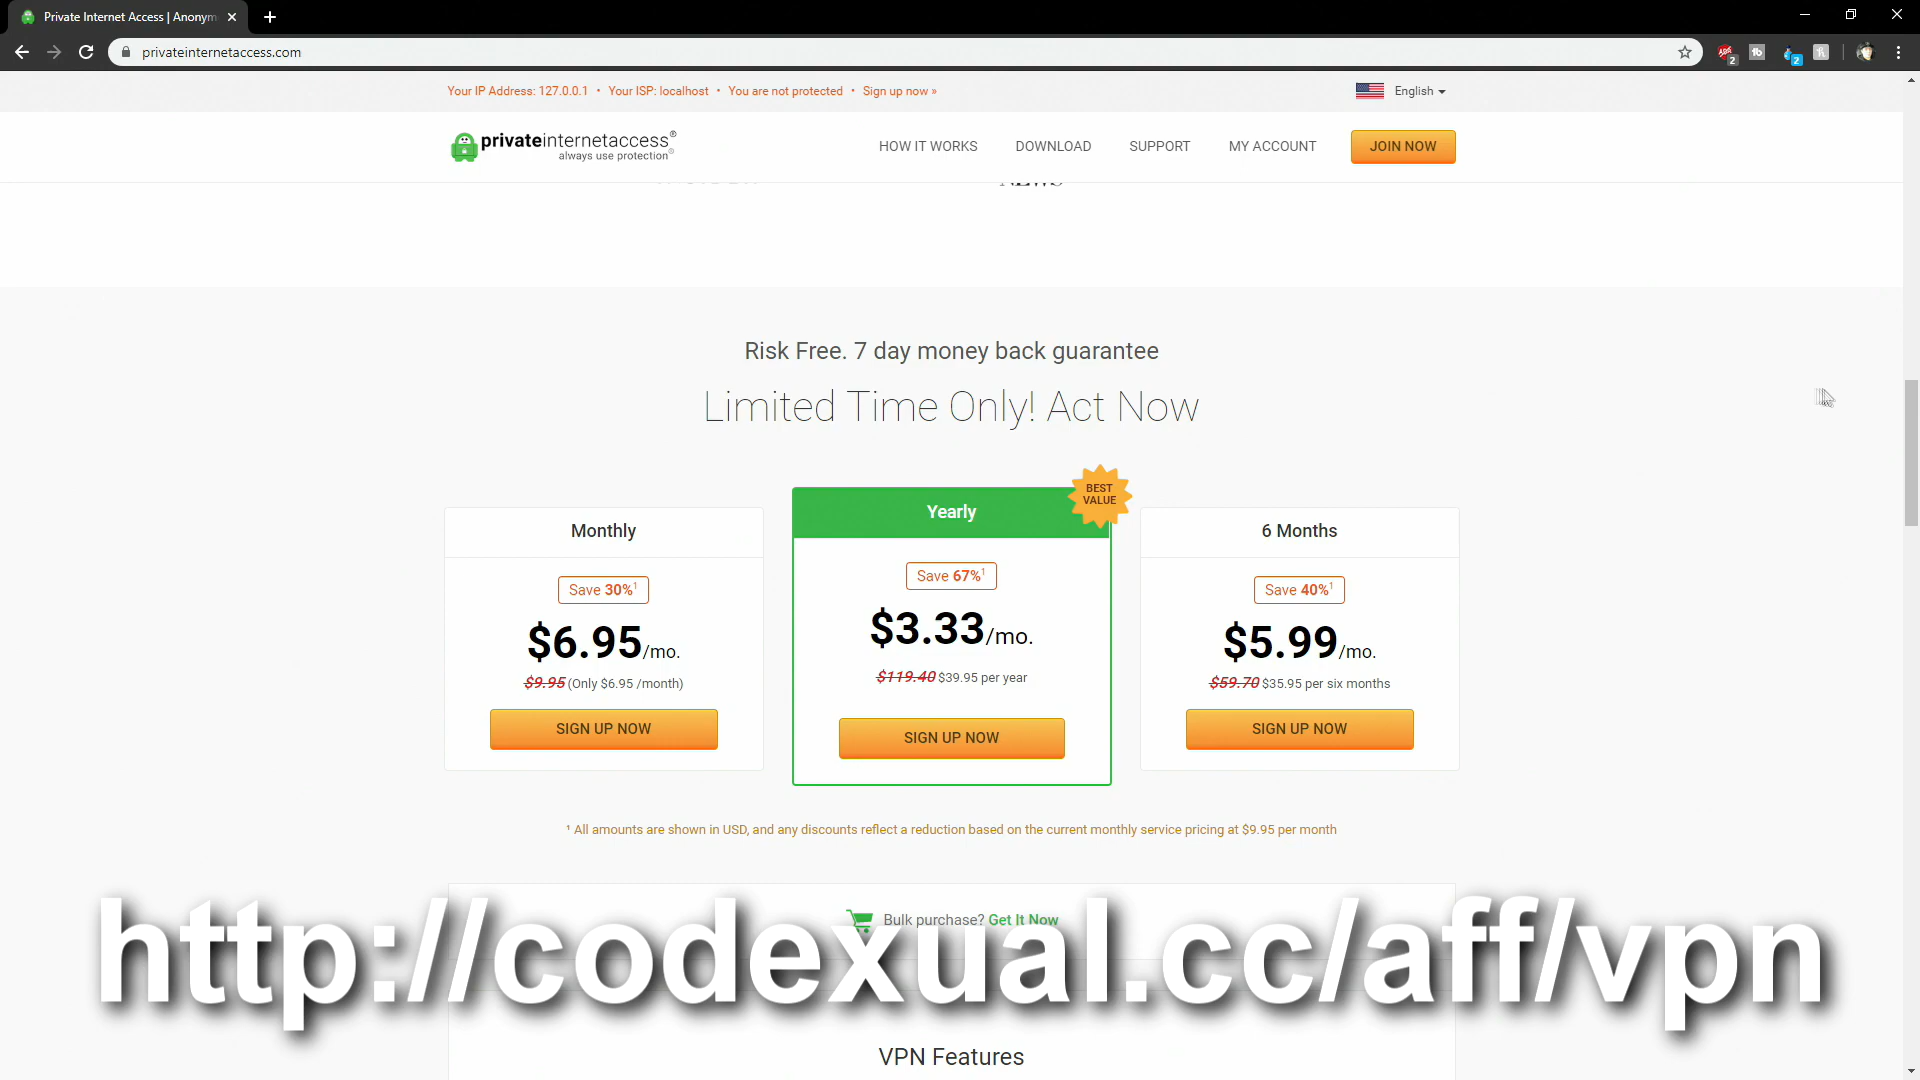 Private Internet Access | Anonym
privateinternetaccess.com
2
2
Your IP Address: 127.0.0.1 • Your ISP: localhost • You are not protected • Sign up now »
English
privateinternetaccess®
always use protection®
HOW IT WORKS
DOWNLOAD
SUPPORT
MY ACCOUNT
JOIN NOW
NEWS
Risk Free. 7 day money back guarantee
Limited Time Only! Act Now
Monthly
Save 30%¹
$6.95/mo.
$9.95 (Only $6.95 /month)
SIGN UP NOW
BEST
VALUE
Yearly
Save 67%¹
$3.33/mo.
$119.40 $39.95 per year
SIGN UP NOW
6 Months
Save 40%¹
$5.99/mo.
$59.70 $35.95 per six months
SIGN UP NOW
¹ All amounts are shown in USD, and any discounts reflect a reduction based on the current monthly service pricing at $9.95 per month
Bulk purchase? Get It Now
http://codexual.cc/aff/vpn
VPN Features